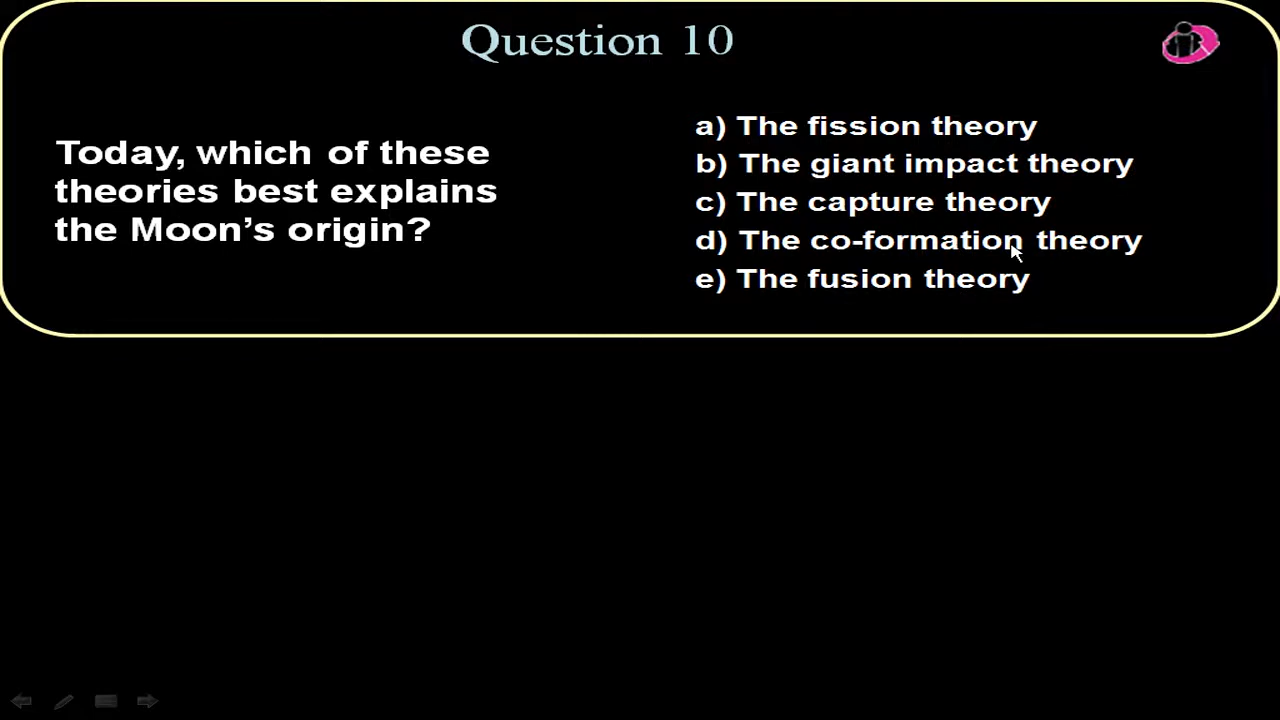 Question 10
Today, which of these
theories best explains
the Moon’s origin?
a) The fission theory
b) The giant impact theory
c) The capture theory
d) The co-formation theory
e) The fusion theory